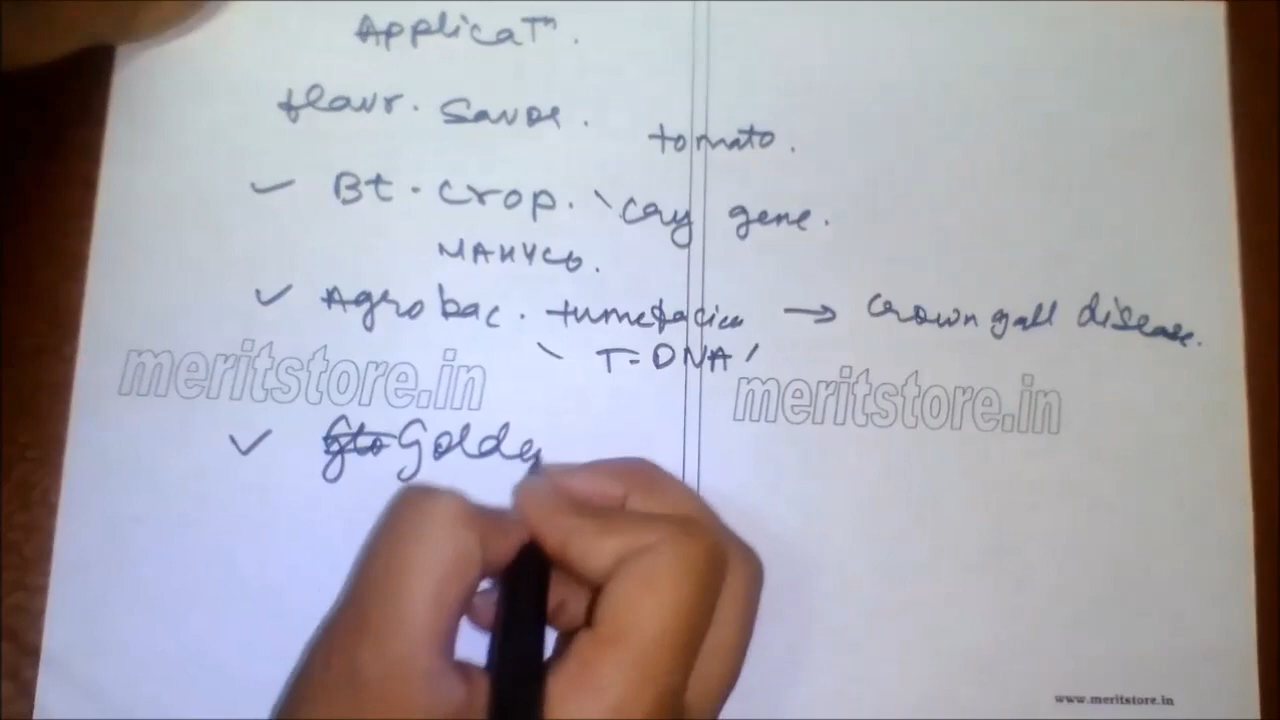 ApplicaTn.
flavr. Savor.
tomato.
Bt. crop. 'cry gene.
MAHYCO.
Agrobac. tumefacien → crown gall disease.
' T-DNA '
meritstore.in meritstore.in
Golde
www.meritstore.in